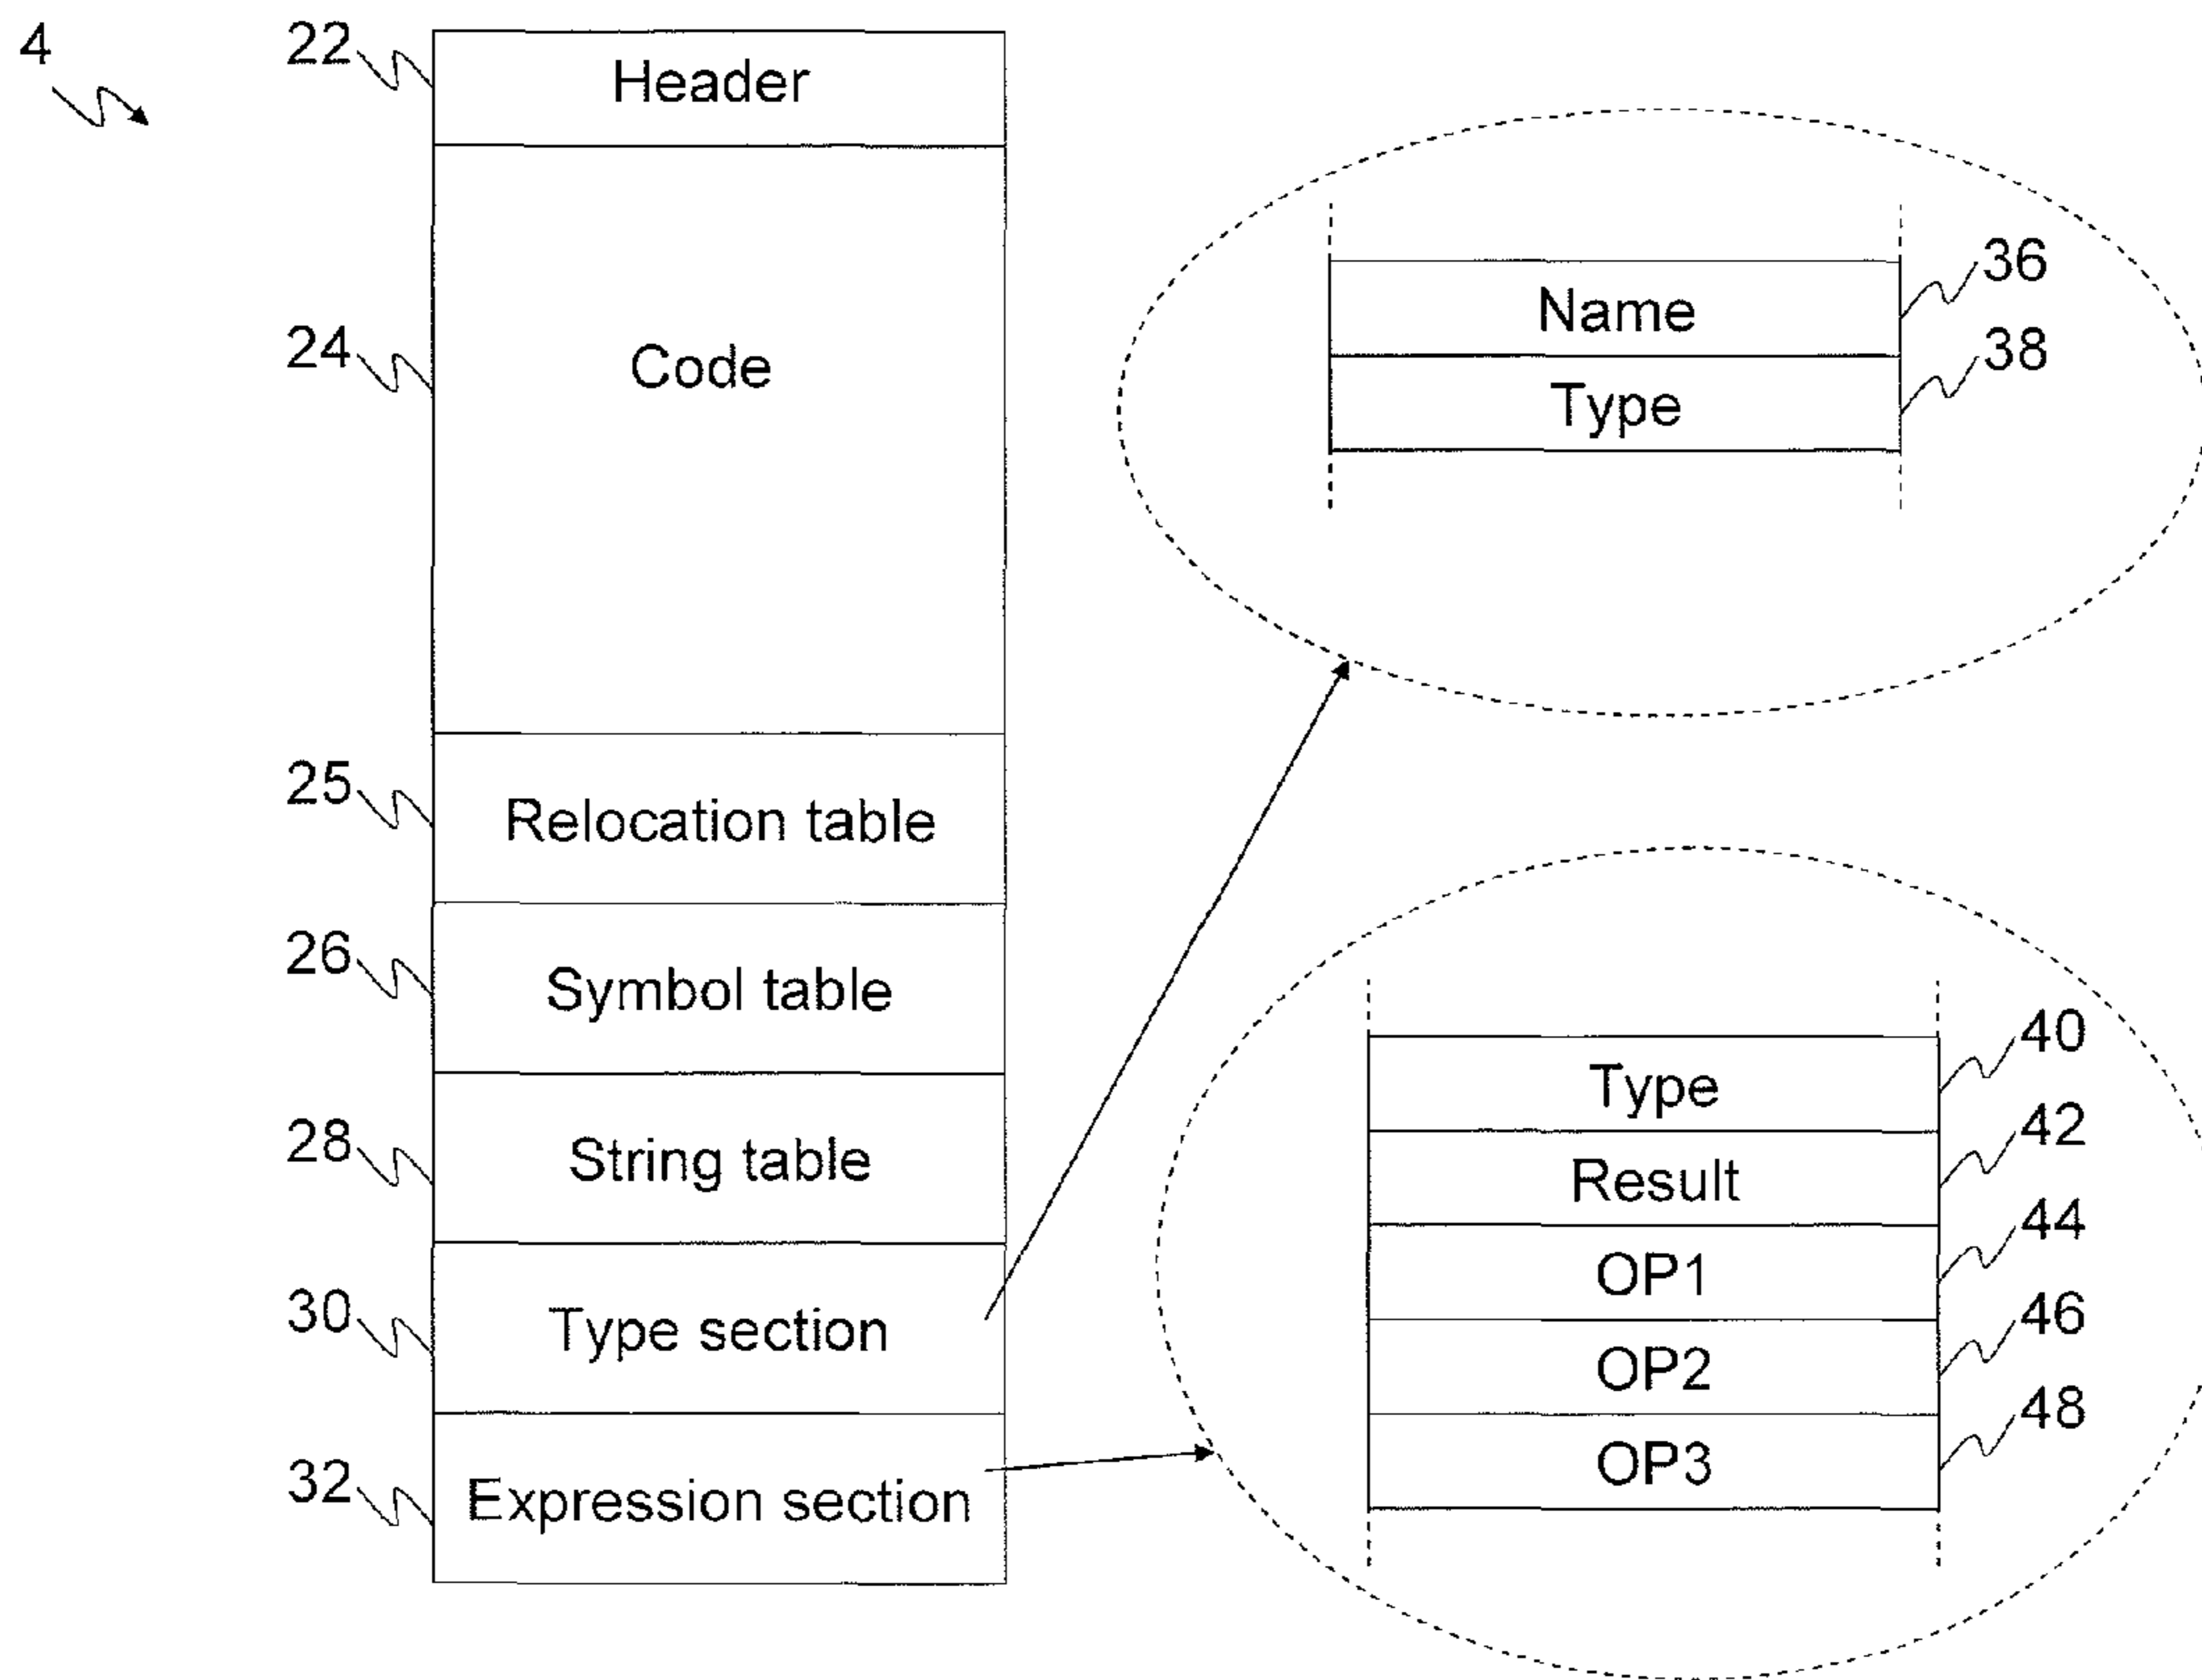 4
22
Header
24
Code
25
Relocation table
26
Symbol table
28
String table
30
Type section
32
Expression section
Name
36
Type
38
Type
40
Result
42
OP1
44
OP2
46
OP3
48